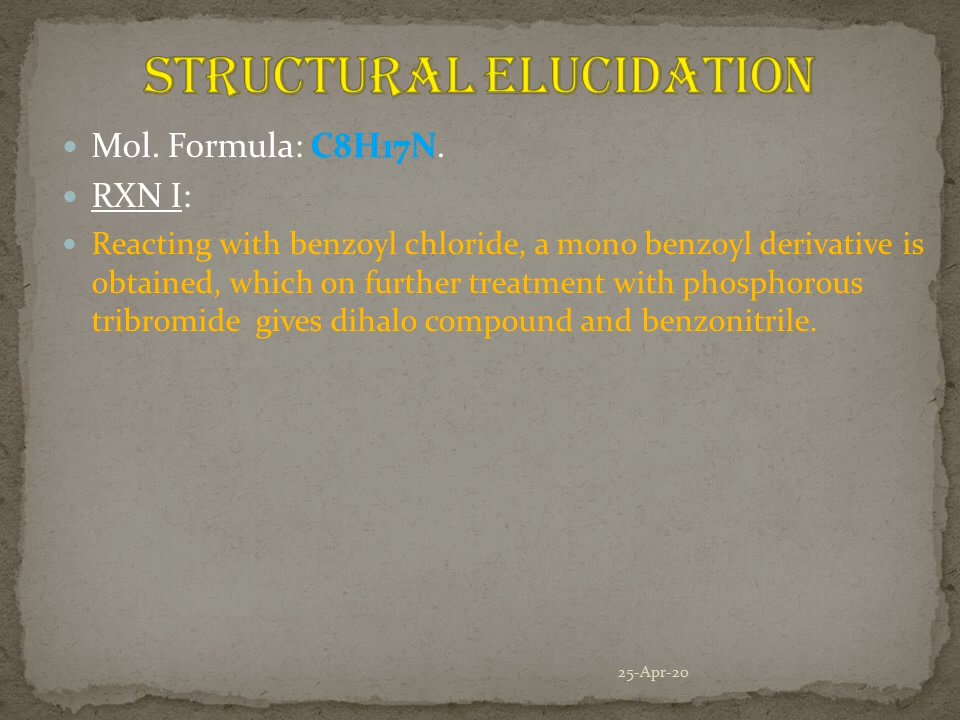 STRUCTURAL ELUCIDATION
• Mol. Formula: C8H17N.
• RXN I:
• Reacting with benzoyl chloride, a mono benzoyl derivative is
obtained, which on further treatment with phosphorous
tribromide gives dihalo compound and benzonitrile.
25-Apr-20